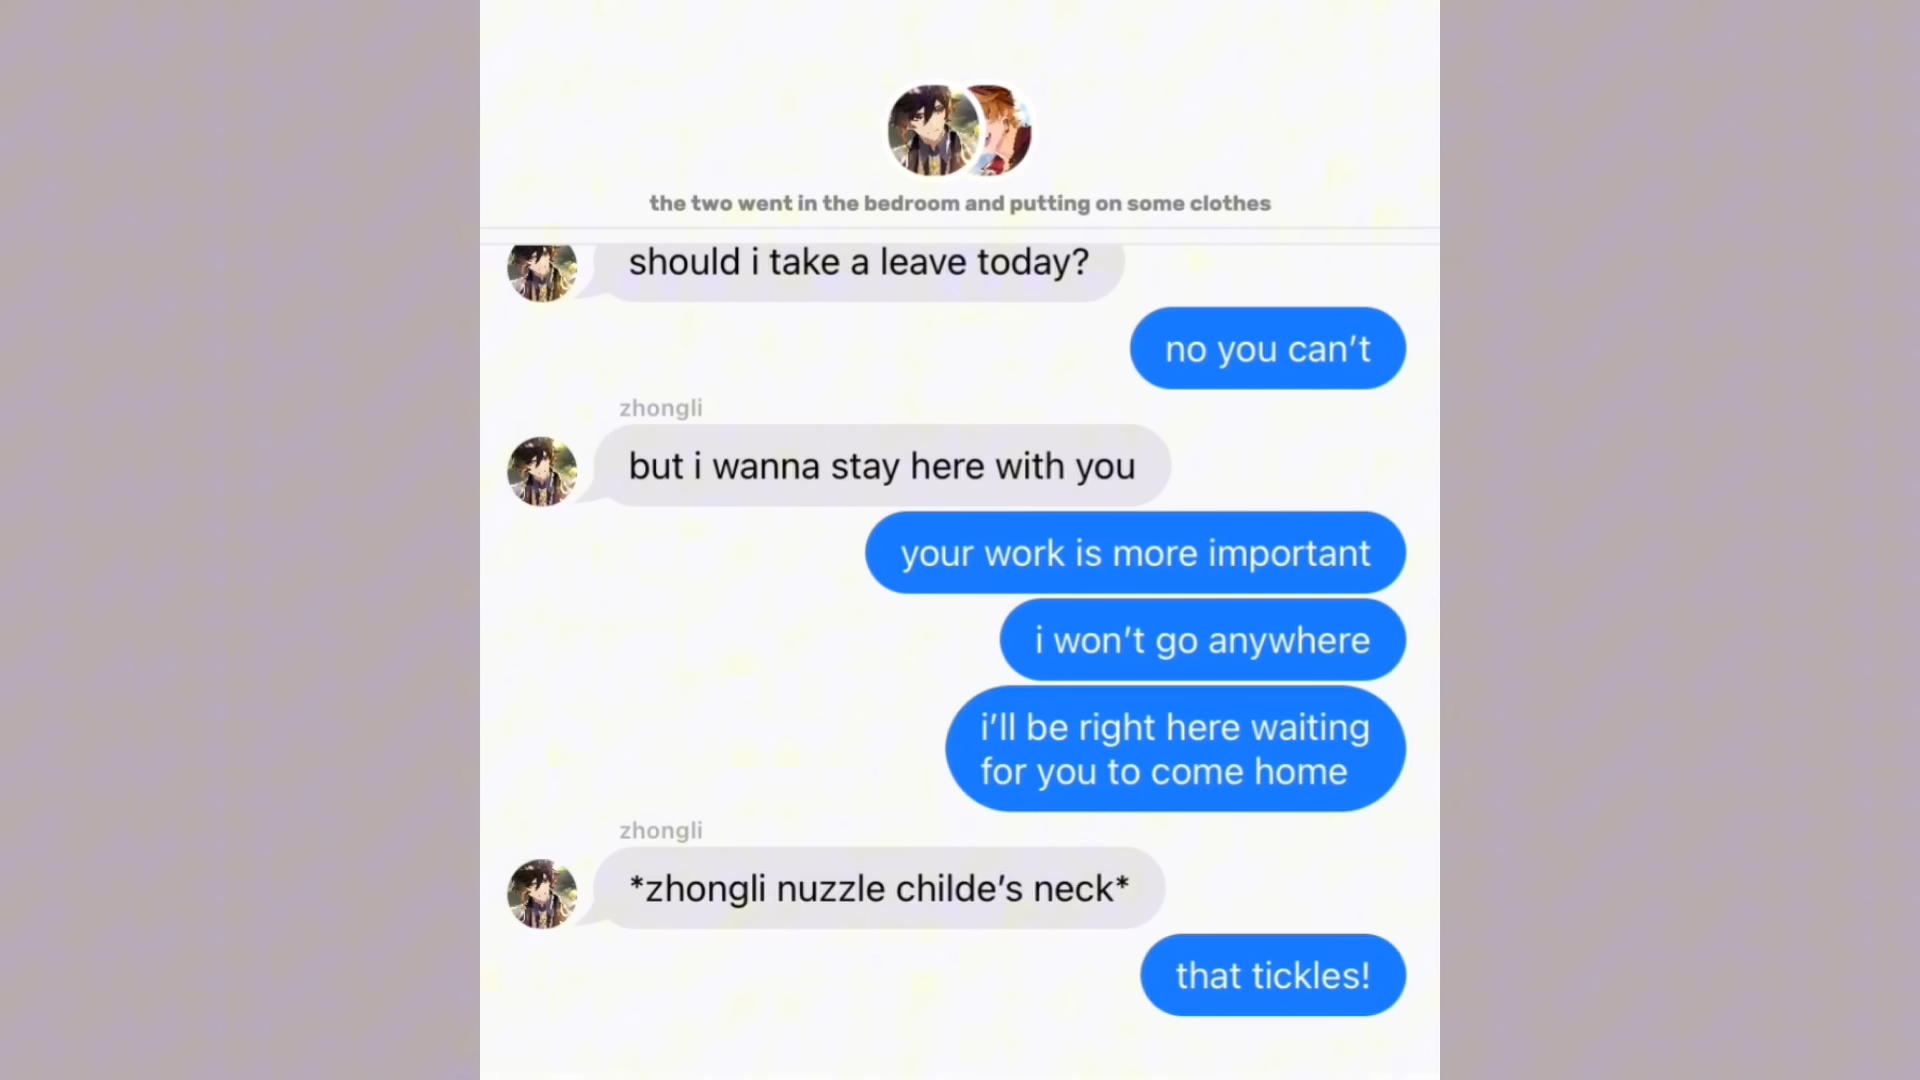 the two went in the bedroom and putting on some clothes
should i take a leave today?
no you can’t
zhongli
but i wanna stay here with you
your work is more important
i won’t go anywhere
i’ll be right here waiting
for you to come home
zhongli
*zhongli nuzzle childe’s neck*
that tickles!